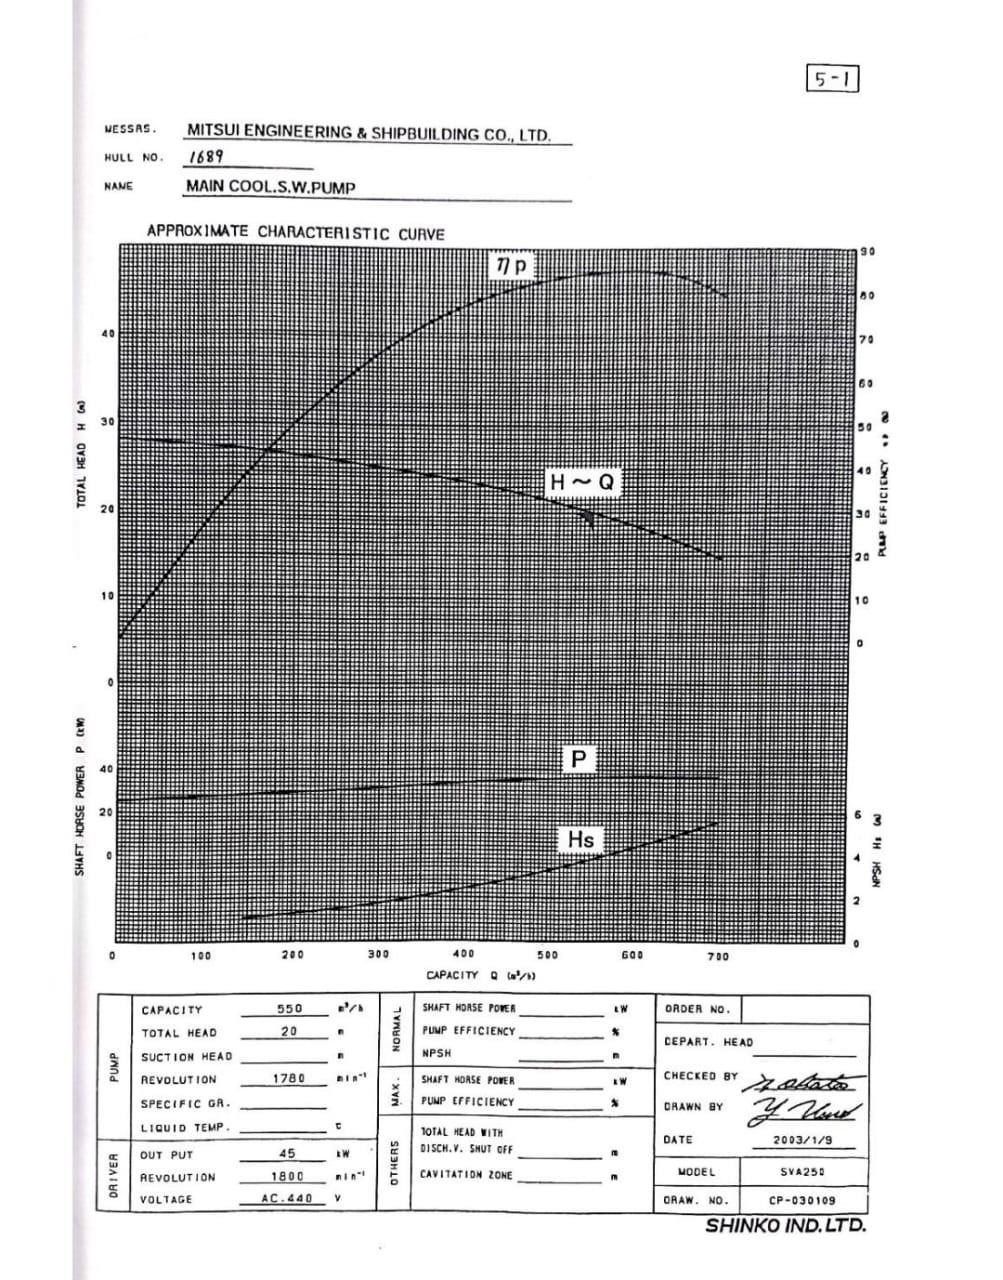 5-1
MESSRS. MITSUI ENGINEERING & SHIPBUILDING CO., LTD.
HULL NO. 1689
NAME MAIN COOL.S.W.PUMP
APPROXIMATE CHARACTERISTIC CURVE
ηp
H~Q
P
Hs
TOTAL HEAD H (m)
40
30
20
10
0
SHAFT HORSE POWER P (kW)
40
20
0
90
80
70
60
50
40
30
20
10
0
PUMP EFFICIENCY
6
4
2
0
NPSH Hs (m)
0 100 200 300 400 500 600 700
CAPACITY Q (m³/h)
PUMP
CAPACITY 550 m³/h
TOTAL HEAD 20 m
SUCTION HEAD m
REVOLUTION 1780 min⁻¹
SPECIFIC GR.
LIQUID TEMP. ℃
DRIVER
OUT PUT 45 kW
REVOLUTION 1800 min⁻¹
VOLTAGE AC.440 V
NORMAL
SHAFT HORSE POWER kW
PUMP EFFICIENCY %
NPSH m
MAX.
SHAFT HORSE POWER kW
PUMP EFFICIENCY %
OTHERS
TOTAL HEAD WITH
DISCH.V. SHUT OFF m
CAVITATION ZONE m
ORDER NO.
DEPART. HEAD
CHECKED BY
DRAWN BY
DATE 2003/1/9
MODEL SVA250
DRAW. NO. CP-030109
SHINKO IND.LTD.